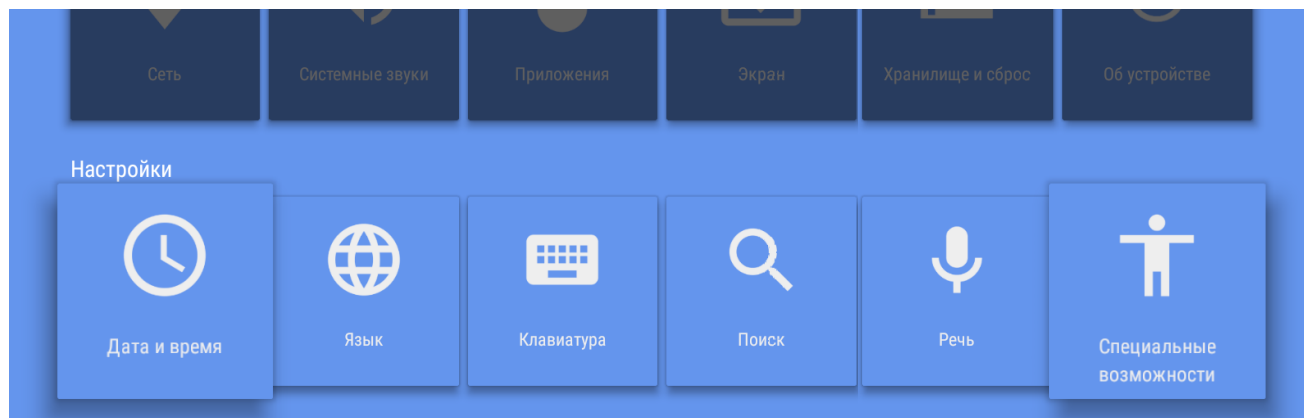 Сеть
Системные звуки
Приложения
Экран
Хранилище и сброс
Об устройстве
Настройки
Дата и время
Язык
Клавиатура
Поиск
Речь
Специальные
возможности